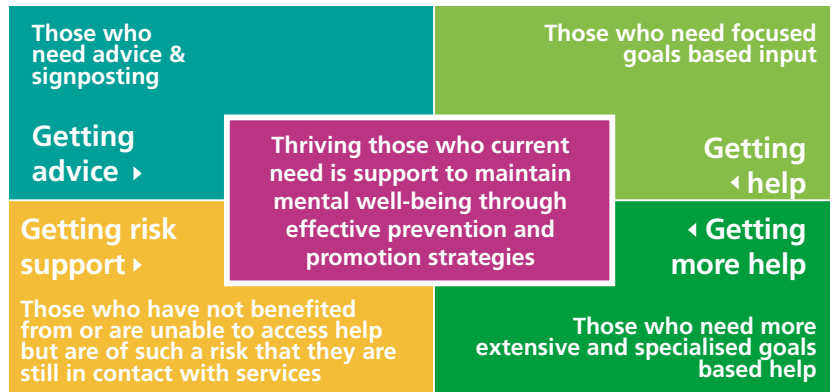 Those who
need advice &
signposting
Getting
advice ▸
Those who need focused
goals based input
Getting
◂ help
Thriving those who current
need is support to maintain
mental well-being through
effective prevention and
promotion strategies
Getting risk
support ▸
Those who have not benefited
from or are unable to access help
but are of such a risk that they are
still in contact with services
◂ Getting
more help
Those who need more
extensive and specialised goals
based help